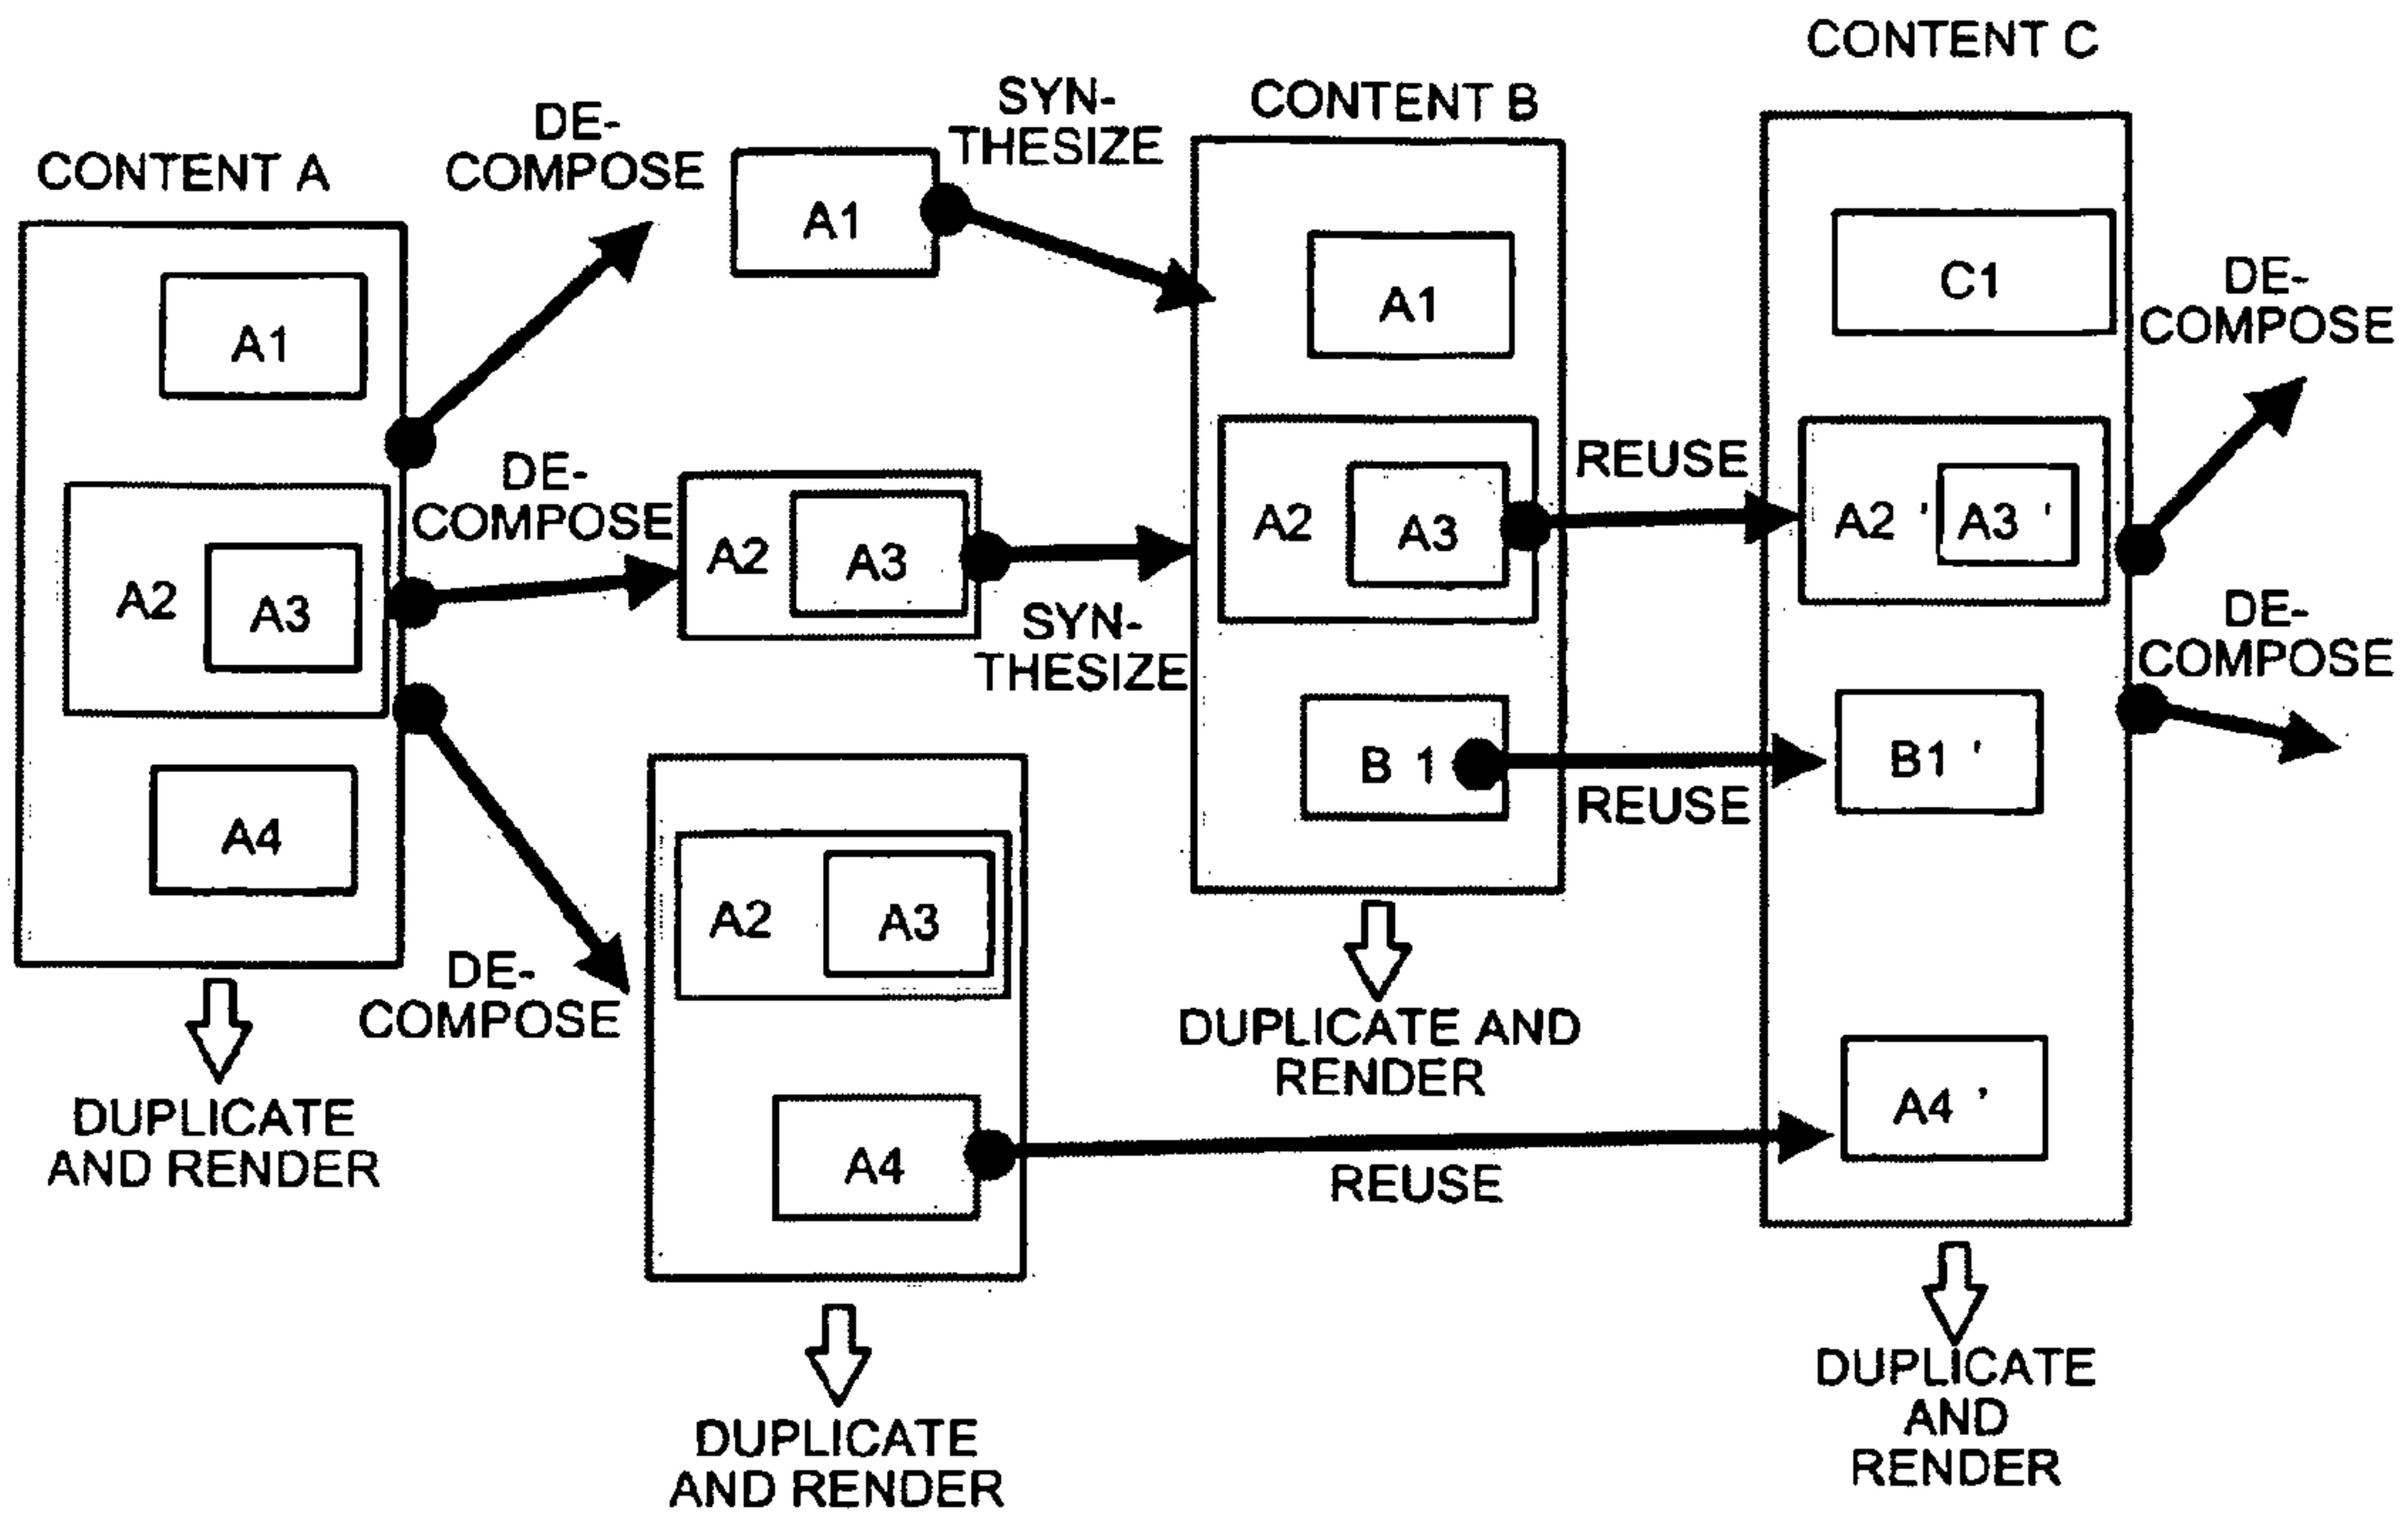 CONTENT A
A1
A2
A3
A4
DUPLICATE
AND RENDER
DE-
COMPOSE
DE-
COMPOSE
DE-
COMPOSE
A1
SYN-
THESIZE
A2
A3
SYN-
THESIZE
A2
A3
A4
DUPLICATE
AND RENDER
CONTENT B
A1
A2
A3
B 1
DUPLICATE AND
RENDER
REUSE
REUSE
REUSE
CONTENT C
C1
A2 '
A3 '
B1 '
A4 '
DUPLICATE
AND
RENDER
DE-
COMPOSE
DE-
COMPOSE